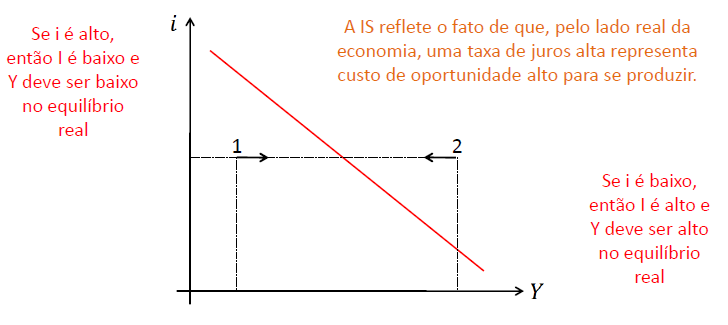 Se i é alto,
então I é baixo e
Y deve ser baixo
no equilíbrio
real
i
A IS reflete o fato de que, pelo lado real da
economia, uma taxa de juros alta representa
custo de oportunidade alto para se produzir.
1
2
Se i é baixo,
então I é alto e
Y deve ser alto
no equilíbrio
real
Y